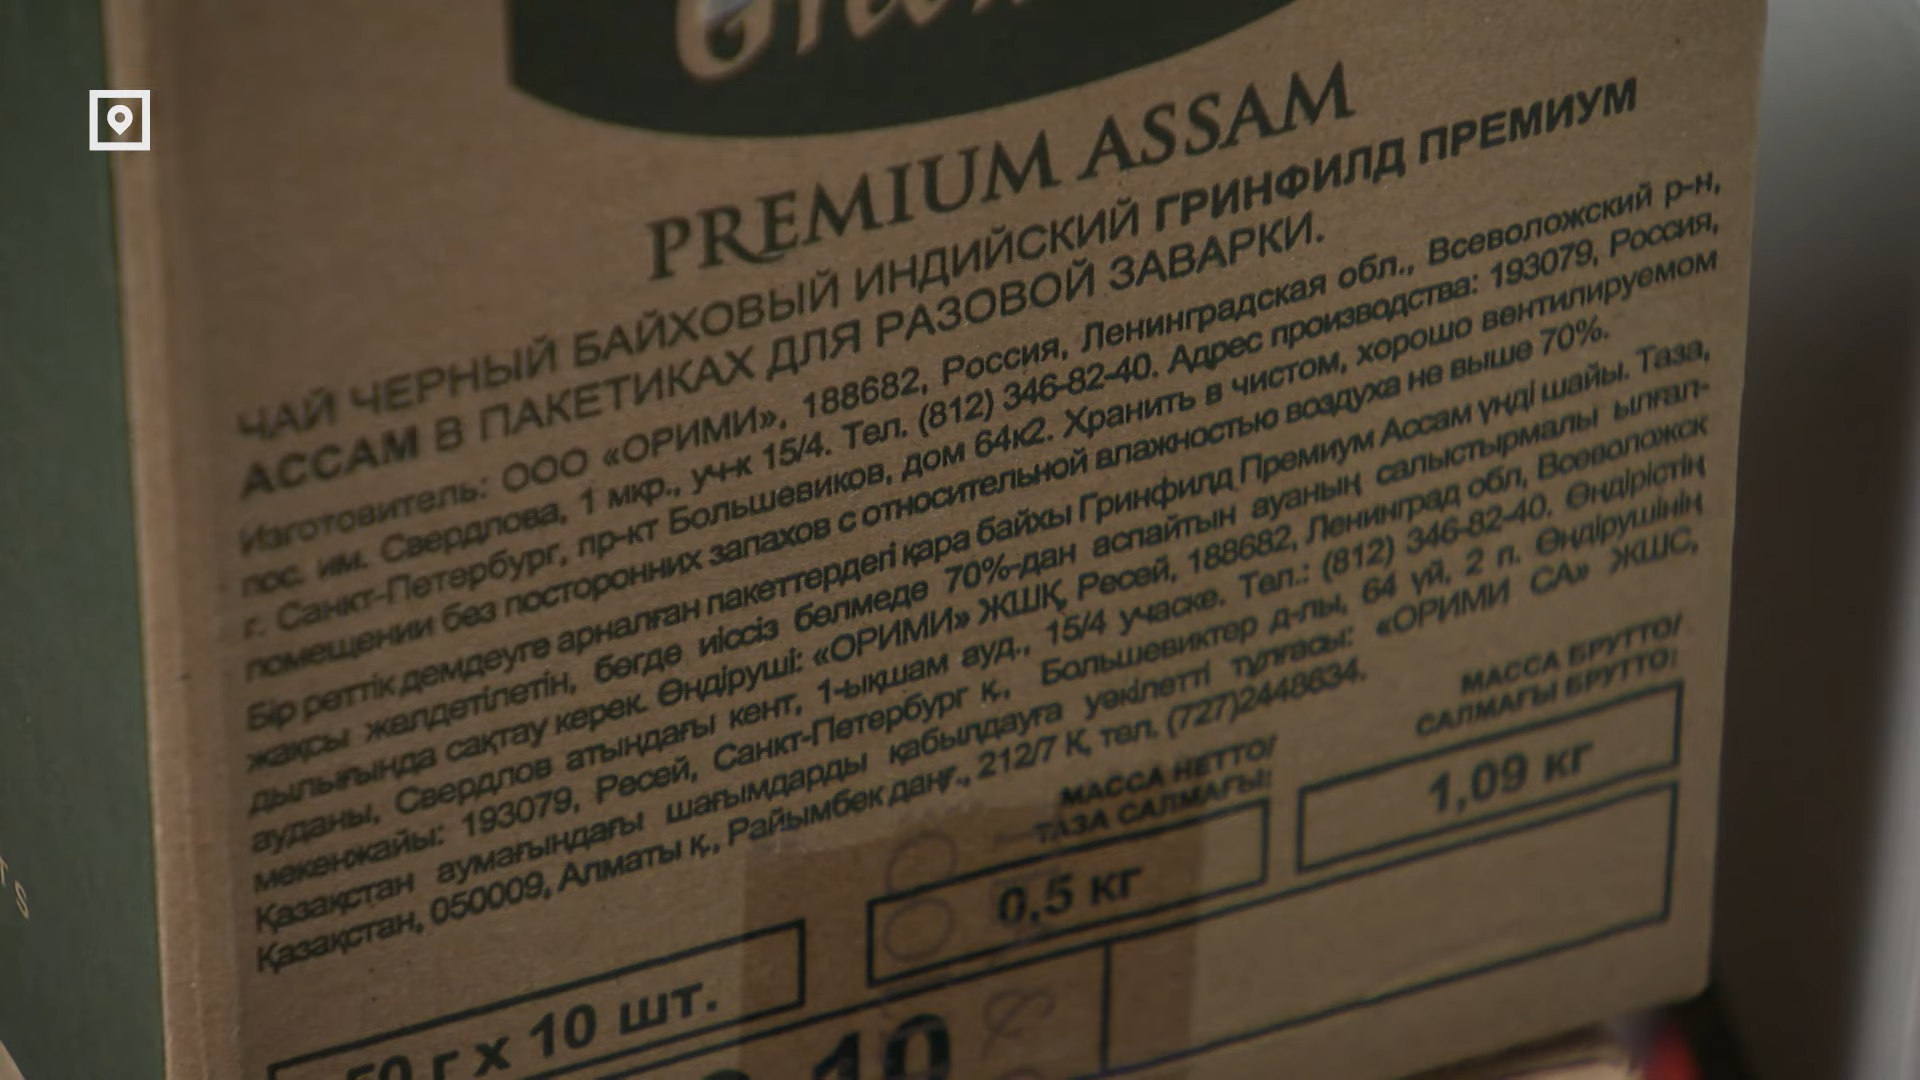 PREMIUM ASSAM
ЧАЙ ЧЕРНЫЙ БАЙХОВЫЙ ИНДИЙСКИЙ ГРИНФИЛД ПРЕМИУМ
АССАМ В ПАКЕТИКАХ ДЛЯ РАЗОВОЙ ЗАВАРКИ.
Изготовитель: ООО «ОРИМИ», 188682, Россия, Ленинградская обл., Всеволожский р-н,
пос. им. Свердлова, 1 мкр., уч-к 15/4. Тел. (812) 346-82-40. Адрес производства: 193079, Россия,
г. Санкт-Петербург, пр-кт Большевиков, дом 64к2. Хранить в чистом, хорошо вентилируемом
помещении без посторонних запахов с относительной влажностью воздуха не выше 70%.
Бір реттік демдеуге арналған пакеттердегі қара байхы Гринфилд Премиум Ассам үнді шайы. Таза,
жақсы желдетілетін, бөгде иіссіз бөлмеде 70%-дан аспайтын ауаның салыстырмалы ылғал-
дылығында сақтау керек. Өндіруші: «ОРИМИ» ЖШҚ, Ресей, 188682, Ленинград обл, Всеволожск
ауданы, Свердлов атындағы кент, 1-ықшам ауд., 15/4 учаске. Тел.: (812) 346-82-40. Өндірістің
мекенжайы: 193079, Ресей, Санкт-Петербург қ., Большевиктер д-лы, 64 үй, 2 п. Өндірушінің
Қазақстан аумағындағы шағымдарды қабылдауға уәкілетті тұлғасы: «ОРИМИ СА» ЖШС,
Қазақстан, 050009, Алматы қ., Райымбек даңғ., 212/7 К, тел. (727)2448634.
МАССА НЕТТО/
ТАЗА САЛМАҒЫ:
0,5 кг
МАССА БРУТТО/
САЛМАҒЫ БРУТТО:
1,09 кг
50 г х 10 шт.
10